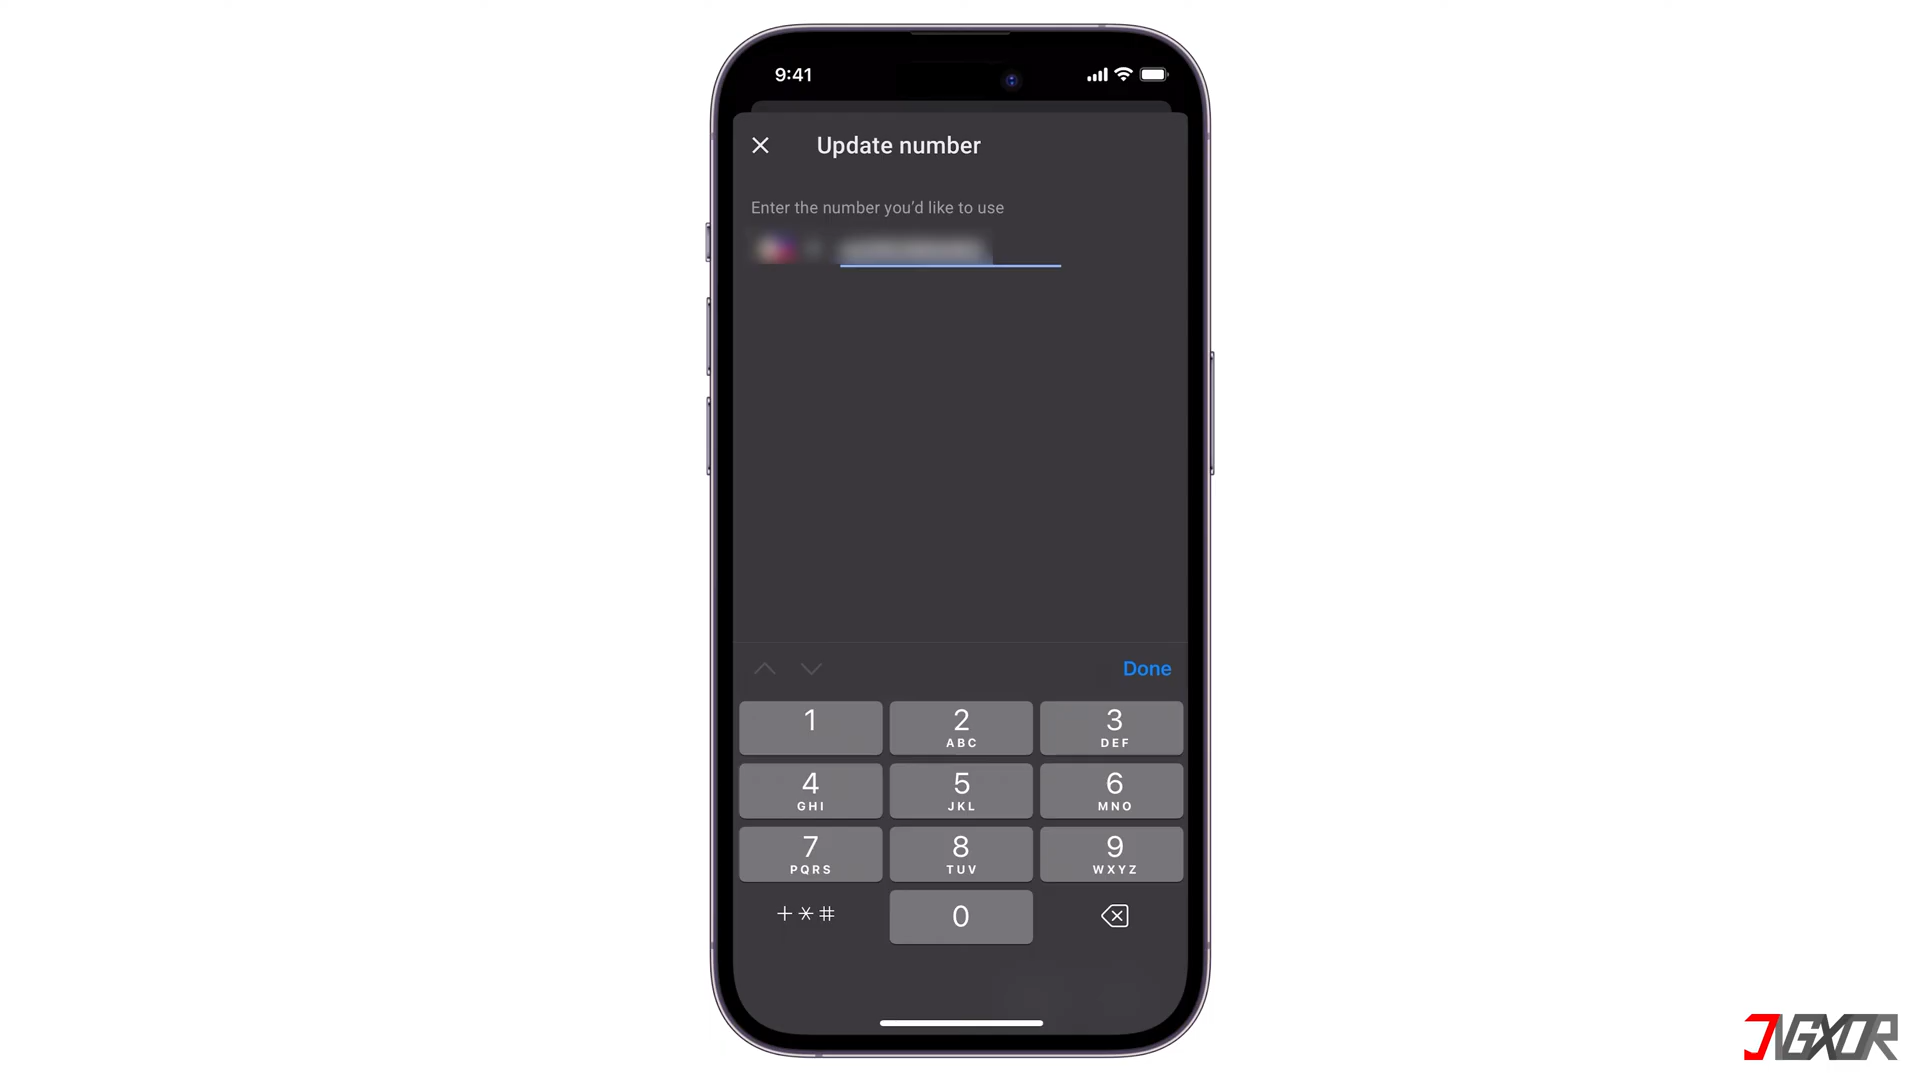 9:41
Update number
Enter the number you’d like to use
Done
1
2
ABC
3
DEF
4
GHI
5
JKL
6
MNO
7
PQRS
8
TUV
9
WXYZ
+*#
0
JVGXOR